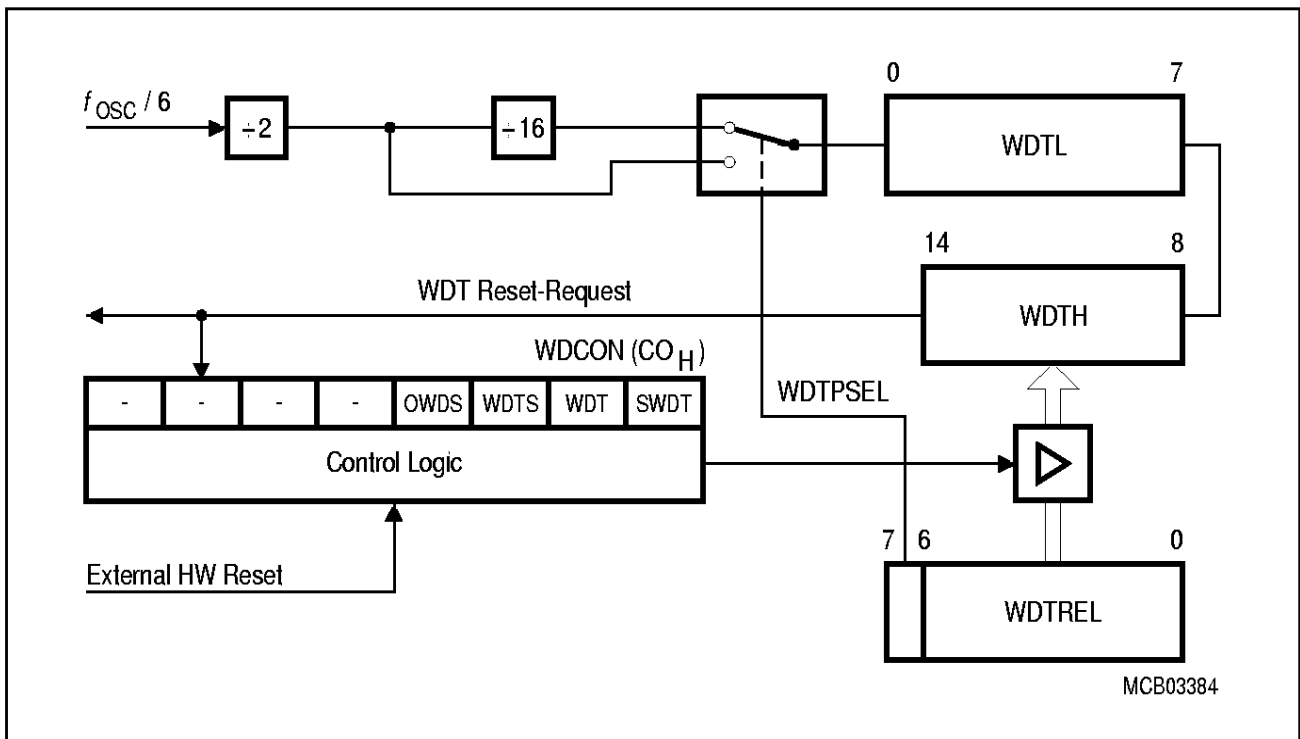 f OSC / 6
÷2
÷16
0 7
WDTL
14 8
WDTH
WDT Reset-Request
WDCON (CO H)
- - - - OWDS WDTS WDT SWDT
Control Logic
WDTPSEL
External HW Reset
7 6 0
WDTREL
MCB03384